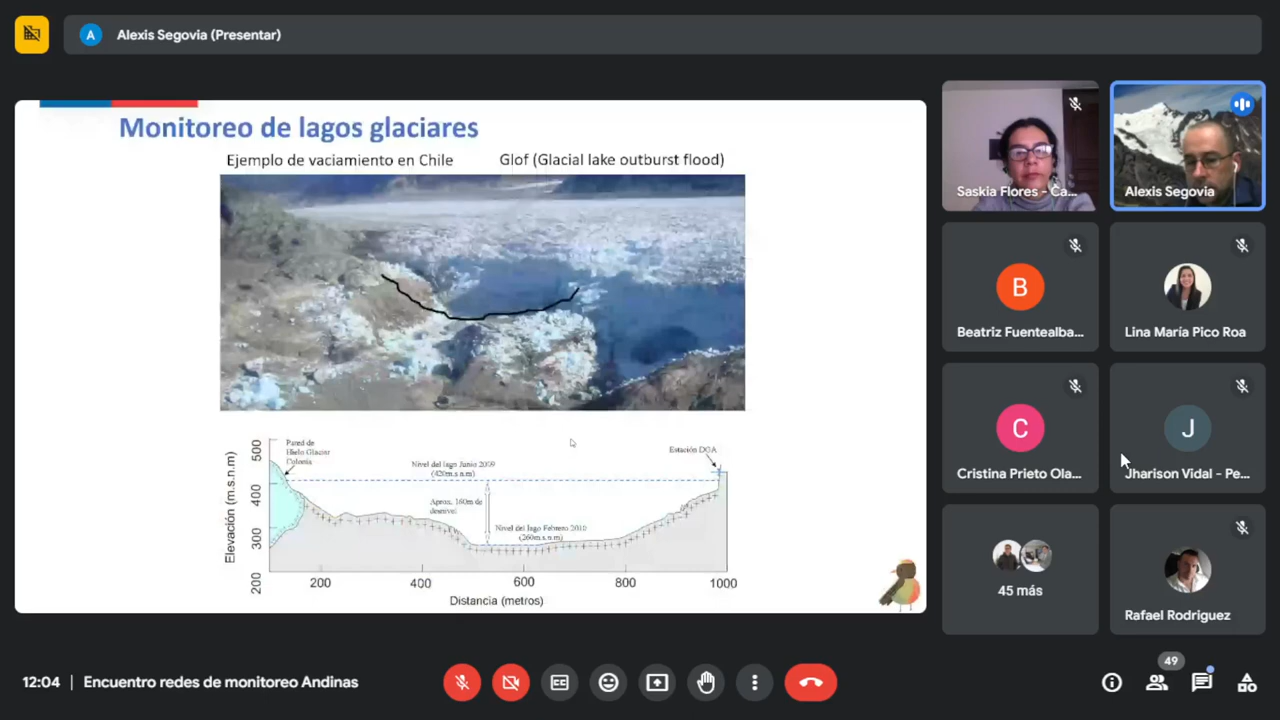 A
Alexis Segovia (Presentar)
Monitoreo de lagos glaciares
Ejemplo de vaciamiento en Chile
Glof (Glacial lake outburst flood)
Pared de
Hielo Glaciar
Colonia
Nivel del lago Junio 2009
(420m.s.n.m)
Estación DGA
Aprox. 160m de
desnivel
Nivel del lago Febrero 2010
(260m.s.n.m)
Elevación (m.s.n.m)
500
400
300
200
200
400
600
800
1000
Distancia (metros)
Saskia Flores - Ca...
Alexis Segovia
B
Beatriz Fuentealba...
Lina María Pico Roa
C
Cristina Prieto Ola...
J
Jharison Vidal - Pe...
45 más
Rafael Rodriguez
12:04 | Encuentro redes de monitoreo Andinas
49